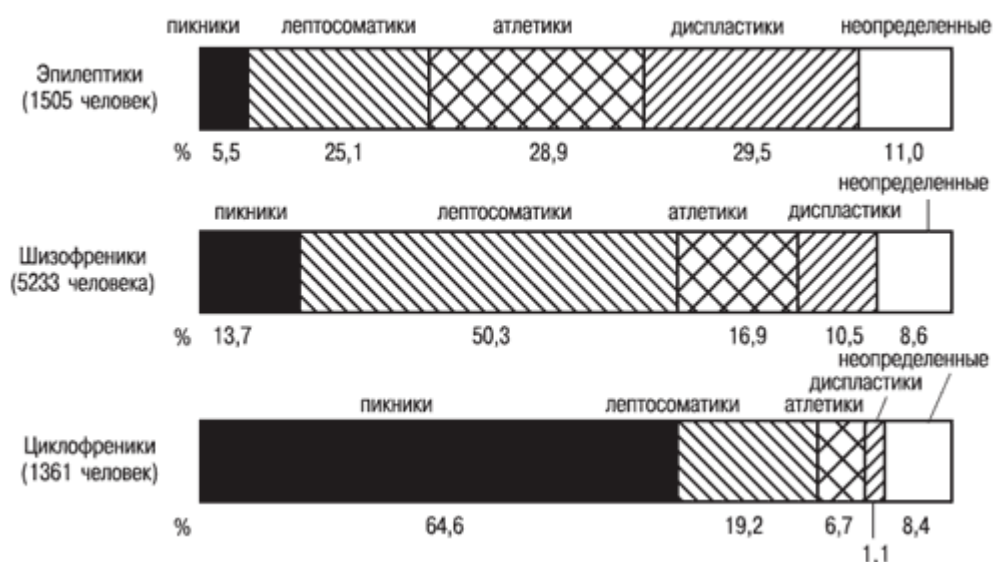 пикники лептосоматики атлетики диспластики неопределенные
Эпилептики
(1505 человек)
% 5,5 25,1 28,9 29,5 11,0
неопределенные
пикники лептосоматики атлетики диспластики
Шизофреники
(5233 человека)
% 13,7 50,3 16,9 10,5 8,6
неопределенные
диспластики
пикники лептосоматики атлетики
Циклофреники
(1361 человек)
% 64,6 19,2 6,7 8,4
1,1